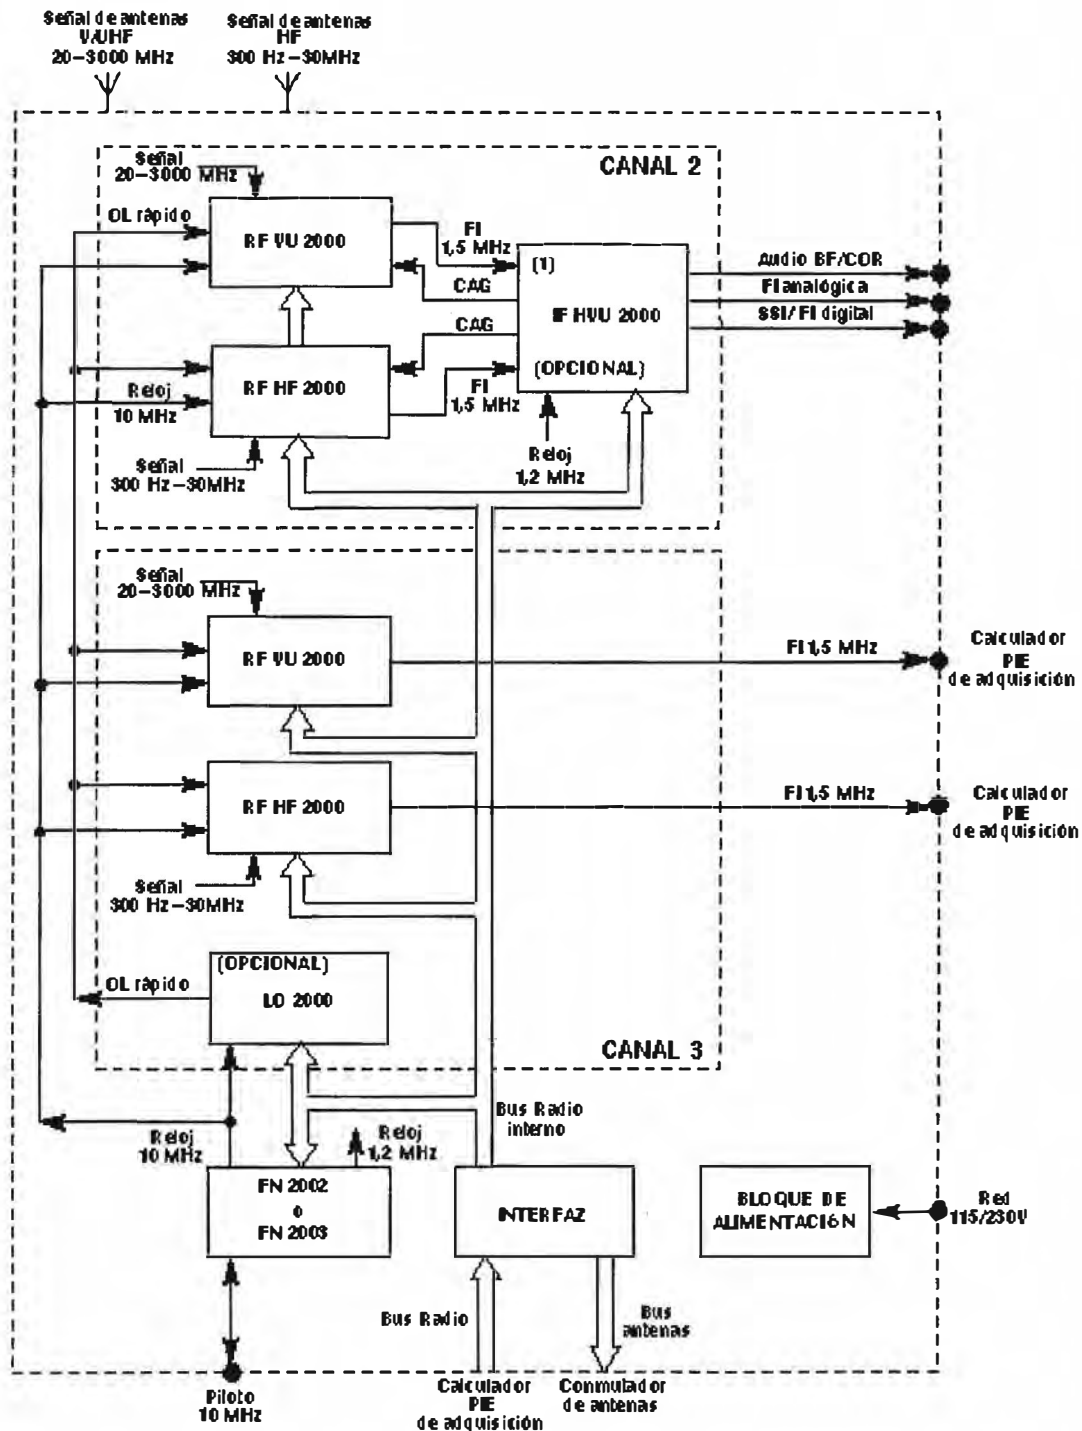 Señal de antenas
V/UHF
20-3000 MHz
Señal de antenas
HF
300 Hz-30MHz
CANAL 2
Señal
20-3000 MHz
OL rápido
RF VU 2000
FI
1,5 MHz
CAG
(1)
IF HVU 2000
(OPCIONAL)
Audio BF/COR
FI analógica
SSI/FI digital
CAG
RF HF 2000
FI
1,5 MHz
Reloj
10 MHz
Señal
300 Hz-30MHz
Reloj
1,2 MHz
Señal
20-3000 MHz
RF VU 2000
FI 1,5 MHz
Calculador
PIE
de adquisición
RF HF 2000
FI 1,5 MHz
Calculador
PIE
de adquisición
Señal
300 Hz-30MHz
(OPCIONAL)
LO 2000
OL rápido
CANAL 3
Bus Radio
interno
Reloj
10 MHz
Reloj
1,2 MHz
FN 2002
o
FN 2003
INTERFAZ
BLOQUE DE
ALIMENTACIÓN
Red
115/230V
Bus Radio
Bus
antenas
Piloto
10 MHz
Calculador
PIE
de adquisición
Conmutador
de antenas